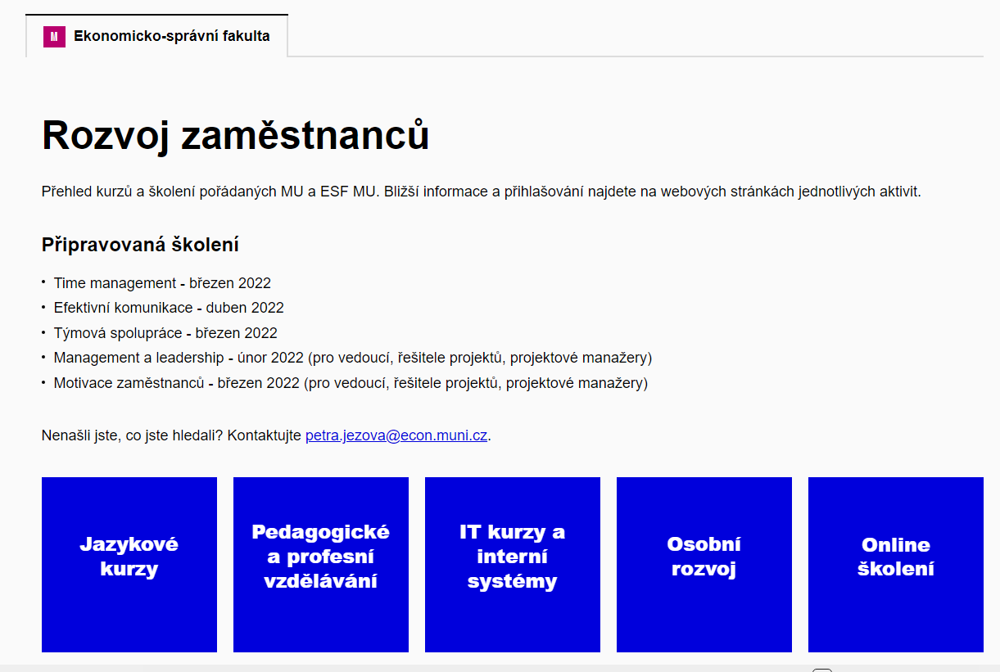 M
Ekonomicko-správní fakulta
Rozvoj zaměstnanců
Přehled kurzů a školení pořádaných MU a ESF MU. Bližší informace a přihlašování najdete na webových stránkách jednotlivých aktivit.
Připravovaná školení
• Time management - březen 2022
• Efektivní komunikace - duben 2022
• Týmová spolupráce - březen 2022
• Management a leadership - únor 2022 (pro vedoucí, řešitele projektů, projektové manažery)
• Motivace zaměstnanců - březen 2022 (pro vedoucí, řešitele projektů, projektové manažery)
Nenašli jste, co jste hledali? Kontaktujte petra.jezova@econ.muni.cz.
Jazykové
kurzy
Pedagogické
a profesní
vzdělávání
IT kurzy a
interní
systémy
Osobní
rozvoj
Online
školení